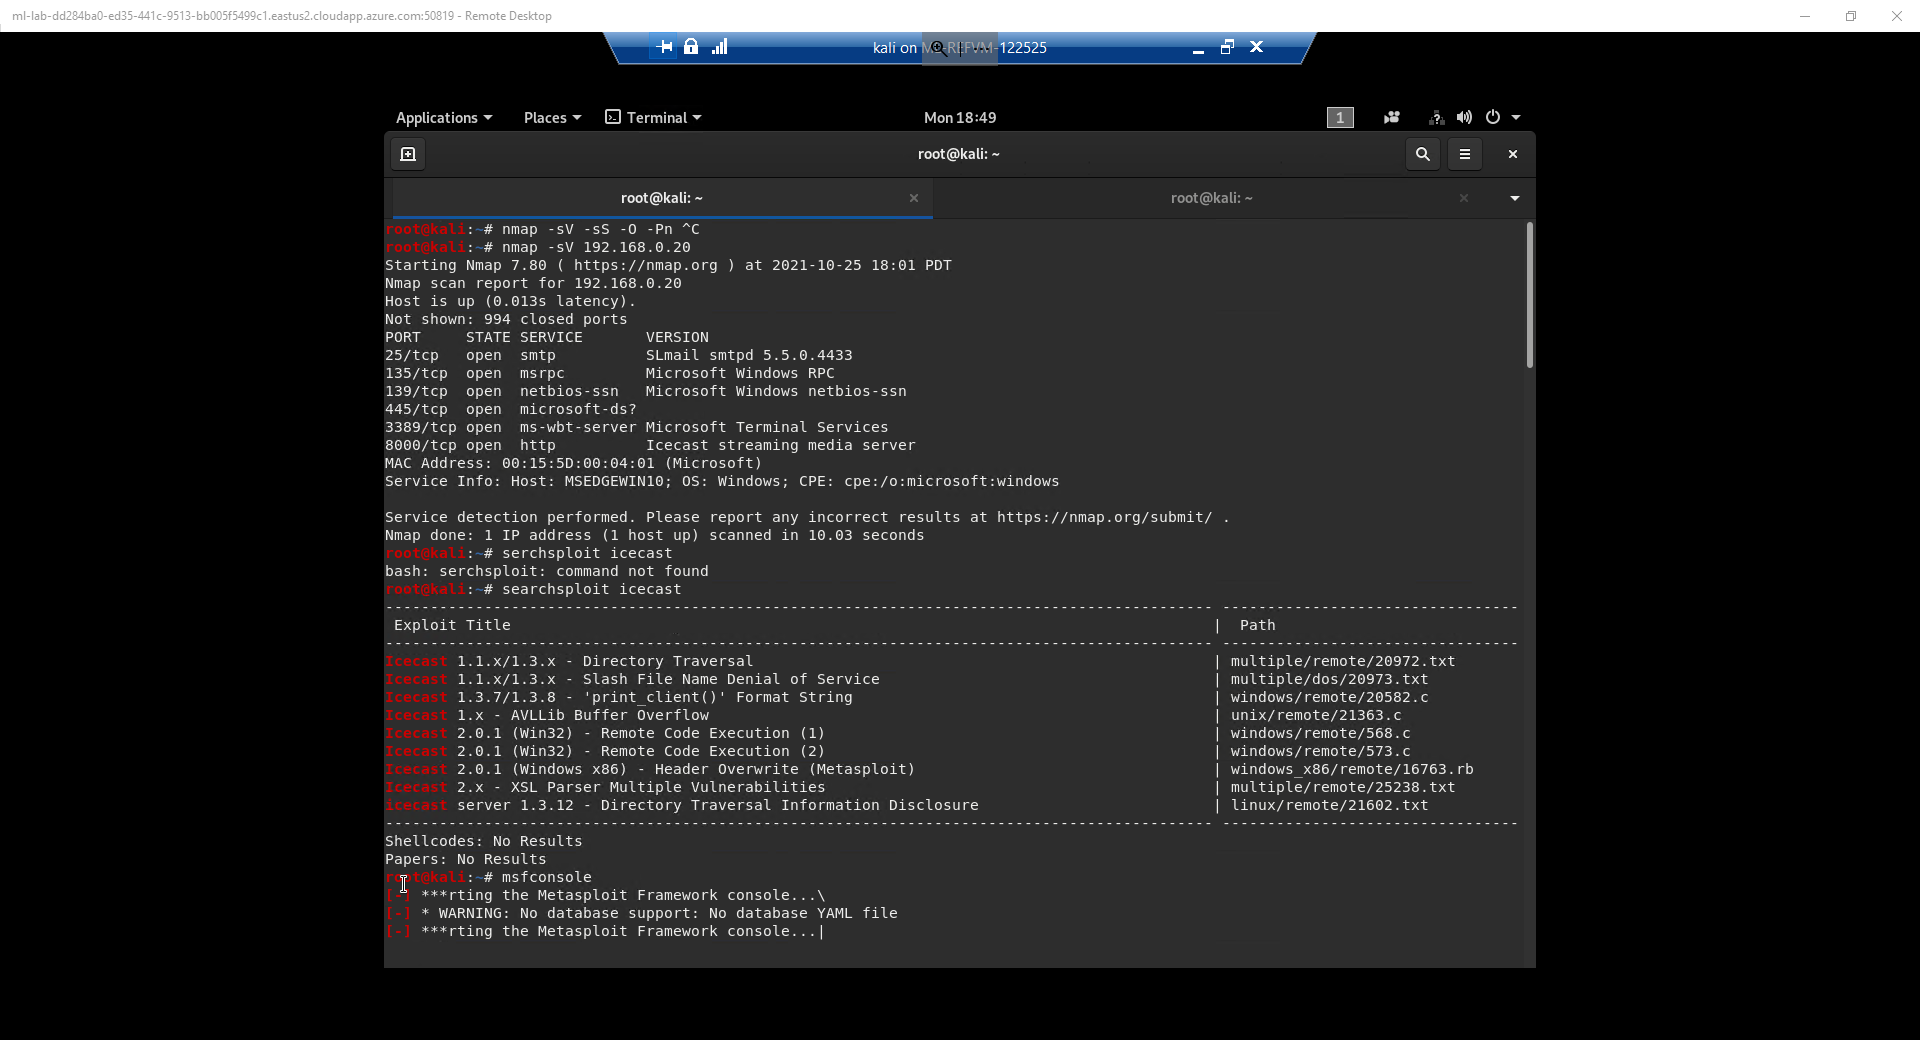 ml-lab-dd284ba0-ed35-441c-9513-bb005f5499c1.eastus2.cloudapp.azure.com:50819 - Remote Desktop
kali on ML-REFVM-122525
Applications Places Terminal Mon 18:49 1
root@kali: ~
root@kali: ~ root@kali: ~
root@kali:~# nmap -sV -sS -O -Pn ^C
root@kali:~# nmap -sV 192.168.0.20
Starting Nmap 7.80 ( https://nmap.org ) at 2021-10-25 18:01 PDT
Nmap scan report for 192.168.0.20
Host is up (0.013s latency).
Not shown: 994 closed ports
PORT     STATE SERVICE       VERSION
25/tcp   open  smtp          SLmail smtpd 5.5.0.4433
135/tcp  open  msrpc         Microsoft Windows RPC
139/tcp  open  netbios-ssn   Microsoft Windows netbios-ssn
445/tcp  open  microsoft-ds?
3389/tcp open  ms-wbt-server Microsoft Terminal Services
8000/tcp open  http          Icecast streaming media server
MAC Address: 00:15:5D:00:04:01 (Microsoft)
Service Info: Host: MSEDGEWIN10; OS: Windows; CPE: cpe:/o:microsoft:windows
Service detection performed. Please report any incorrect results at https://nmap.org/submit/ .
Nmap done: 1 IP address (1 host up) scanned in 10.03 seconds
root@kali:~# serchsploit icecast
bash: serchsploit: command not found
root@kali:~# searchsploit icecast
Exploit Title | Path
Icecast 1.1.x/1.3.x - Directory Traversal | multiple/remote/20972.txt
Icecast 1.1.x/1.3.x - Slash File Name Denial of Service | multiple/dos/20973.txt
Icecast 1.3.7/1.3.8 - 'print_client()' Format String | windows/remote/20582.c
Icecast 1.x - AVLLib Buffer Overflow | unix/remote/21363.c
Icecast 2.0.1 (Win32) - Remote Code Execution (1) | windows/remote/568.c
Icecast 2.0.1 (Win32) - Remote Code Execution (2) | windows/remote/573.c
Icecast 2.0.1 (Windows x86) - Header Overwrite (Metasploit) | windows_x86/remote/16763.rb
Icecast 2.x - XSL Parser Multiple Vulnerabilities | multiple/remote/25238.txt
icecast server 1.3.12 - Directory Traversal Information Disclosure | linux/remote/21602.txt
Shellcodes: No Results
Papers: No Results
root@kali:~# msfconsole
[-] ***rting the Metasploit Framework console...\
[-] * WARNING: No database support: No database YAML file
[-] ***rting the Metasploit Framework console...|